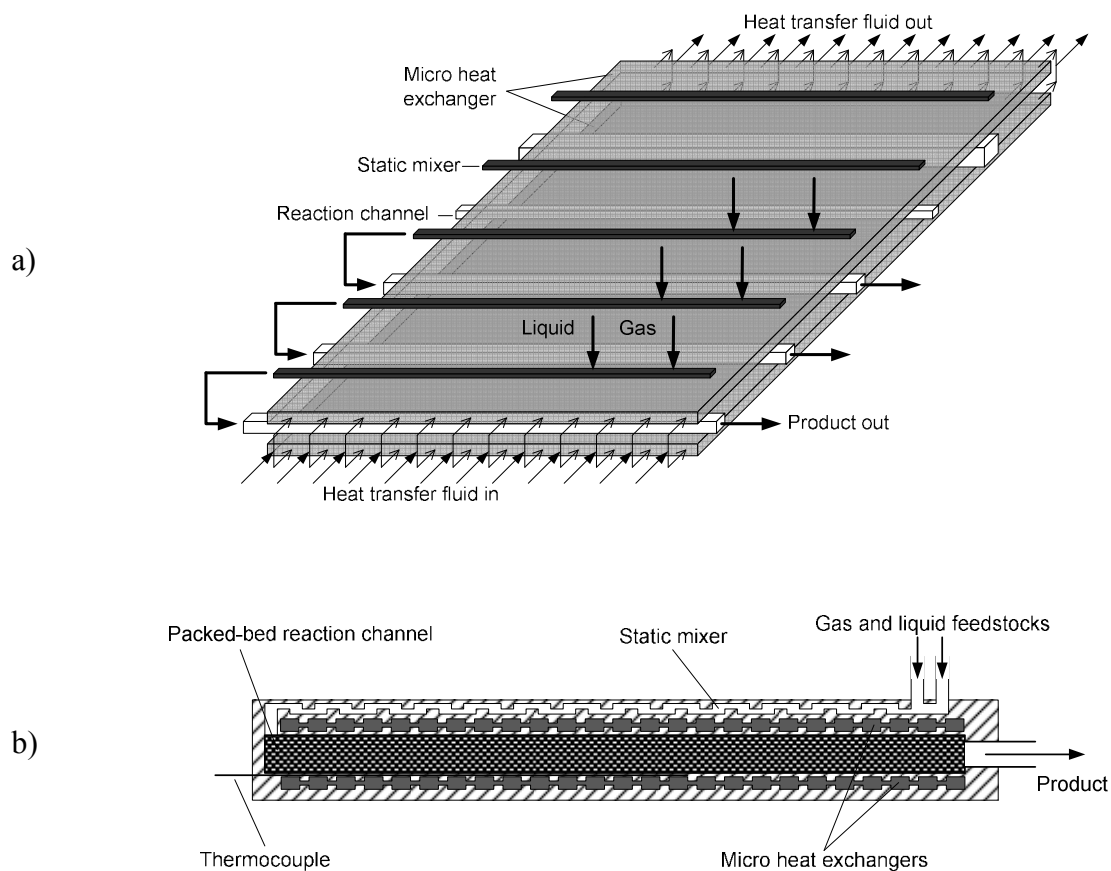 Heat transfer fluid out
Micro heat
exchanger
Static mixer
Reaction channel
a)
Liquid Gas
Product out
Heat transfer fluid in
Gas and liquid feedstocks
Packed-bed reaction channel
Static mixer
b)
Product
Thermocouple
Micro heat exchangers